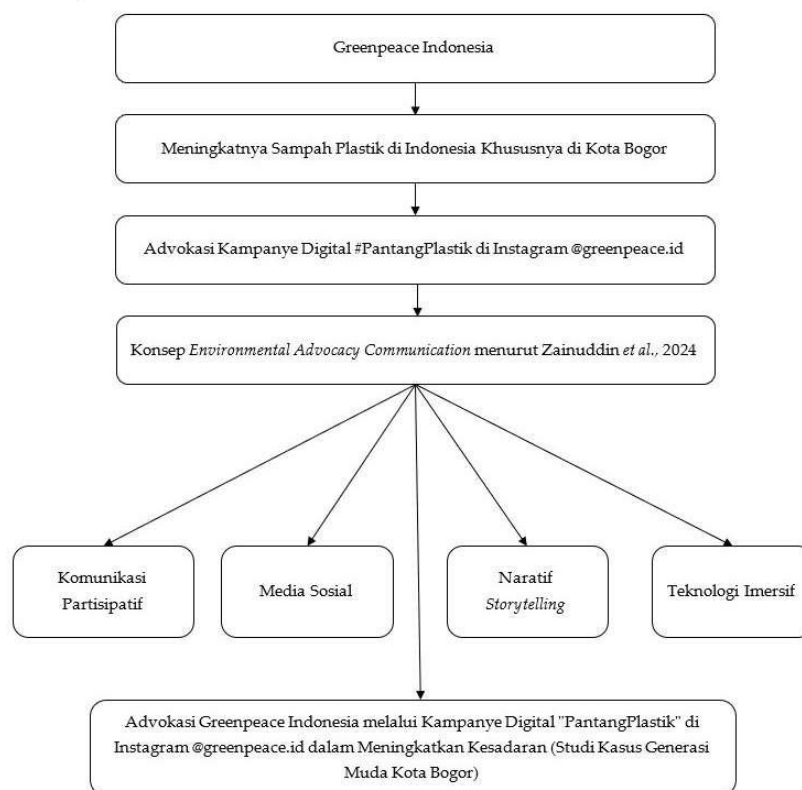 Greenpeace Indonesia
Meningkatnya Sampah Plastik di Indonesia Khususnya di Kota Bogor
Advokasi Kampanye Digital #PantangPlastik di Instagram @greenpeace.id
Konsep Environmental Advocacy Communication menurut Zainuddin et al., 2024
Komunikasi
Partisipatif
Media Sosial
Naratif
Storytelling
Teknologi Imersif
Advokasi Greenpeace Indonesia melalui Kampanye Digital "PantangPlastik" di
Instagram @greenpeace.id dalam Meningkatkan Kesadaran (Studi Kasus Generasi
Muda Kota Bogor)